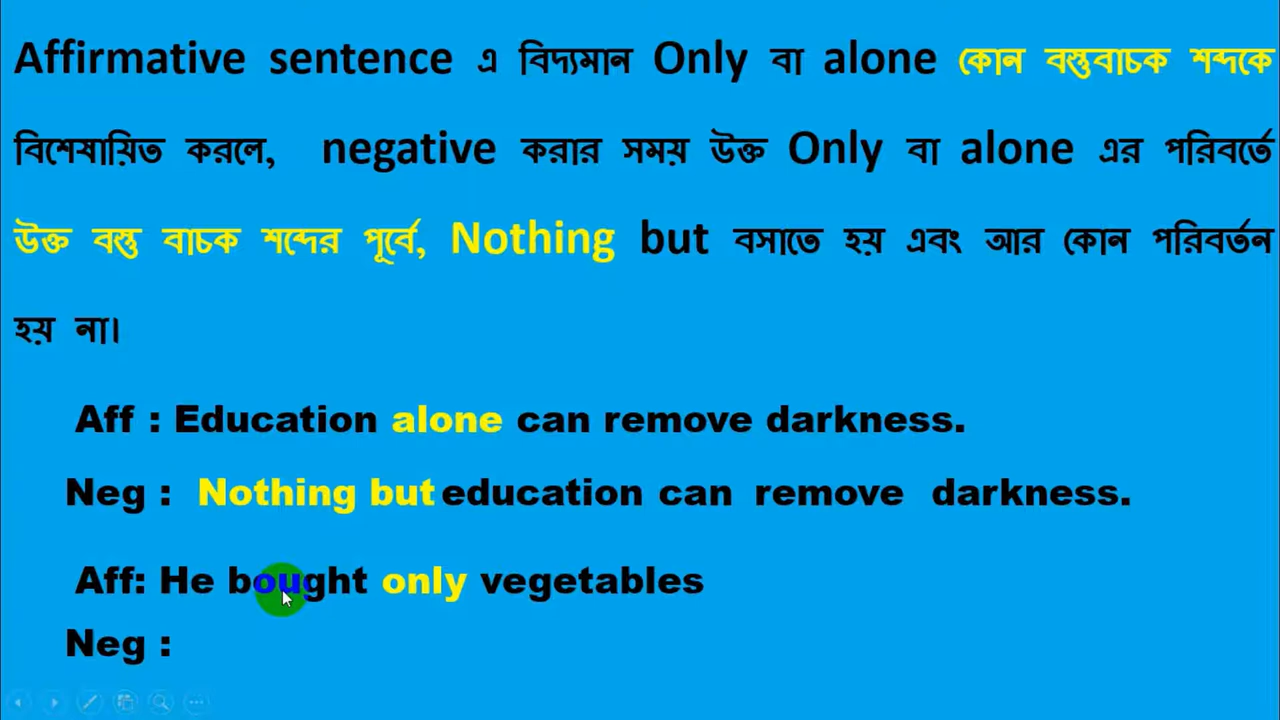 Affirmative sentence এ বিদ্যমান Only বা alone কোন বস্তুবাচক শব্দকে
বিশেষায়িত করলে, negative করার সময় উক্ত Only বা alone এর পরিবর্তে
উক্ত বস্তু বাচক শব্দের পূর্বে, Nothing but বসাতে হয় এবং আর কোন পরিবর্তন
হয় না।
Aff : Education alone can remove darkness.
Neg : Nothing but education can remove darkness.
Aff: He bought only vegetables
Neg :